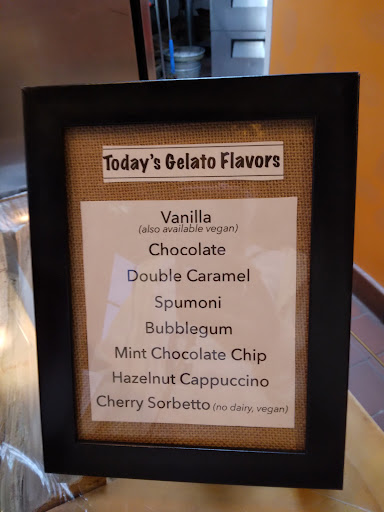 Today's Gelato Flavors
Vanilla
(also available vegan)
Chocolate
Double Caramel
Spumoni
Bubblegum
Mint Chocolate Chip
Hazelnut Cappuccino
Cherry Sorbetto (no dairy, vegan)